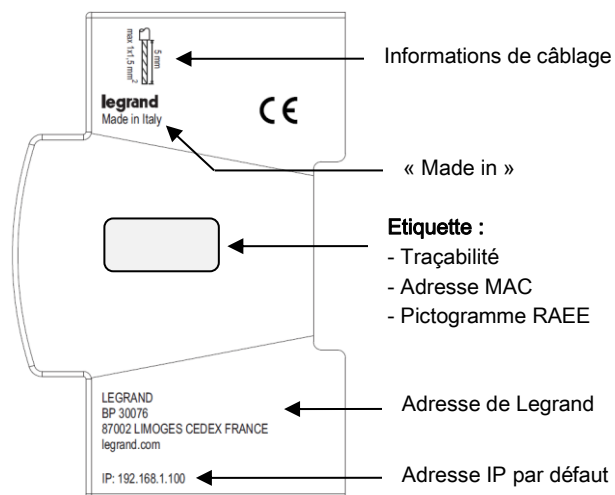 5 mm
max 1x1,5 mm²
Informations de câblage
legrand
Made in Italy
CE
« Made in »
Etiquette :
- Traçabilité
- Adresse MAC
- Pictogramme RAEE
LEGRAND
BP 30076
87002 LIMOGES CEDEX FRANCE
legrand.com
Adresse de Legrand
IP: 192.168.1.100
Adresse IP par défaut